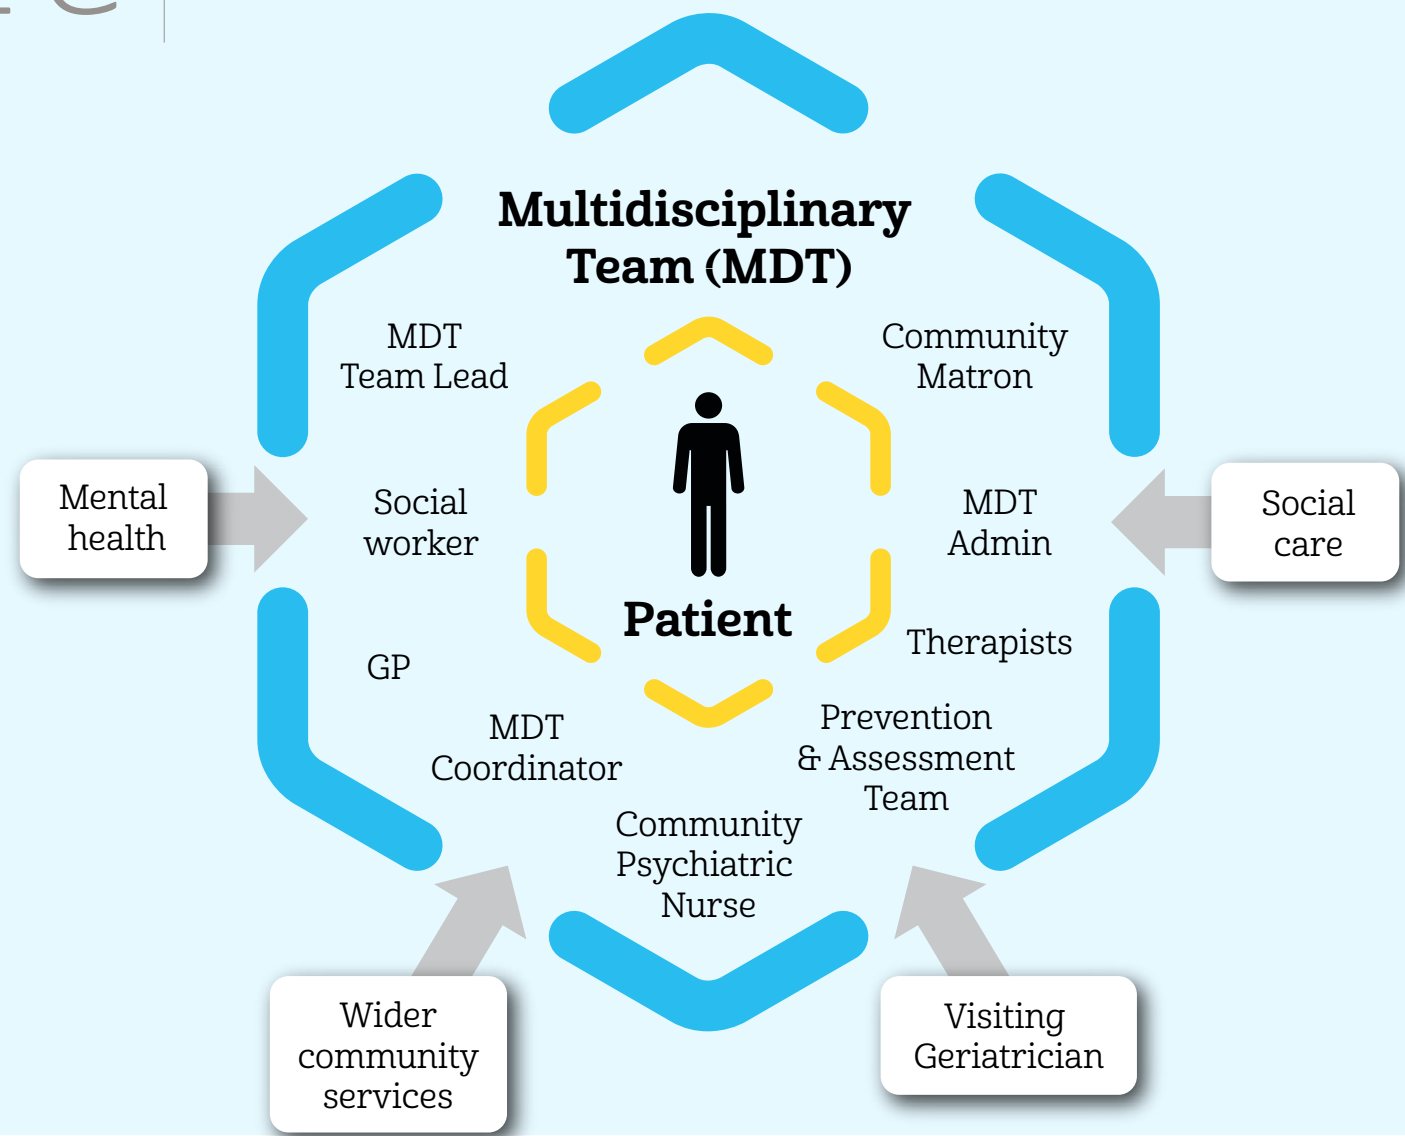 Multidisciplinary
Team (MDT)
MDT
Team Lead
Community
Matron
Mental
health
Social
worker
MDT
Admin
Social
care
Patient
GP
Therapists
MDT
Coordinator
Prevention
& Assessment
Team
Community
Psychiatric
Nurse
Wider
community
services
Visiting
Geriatrician